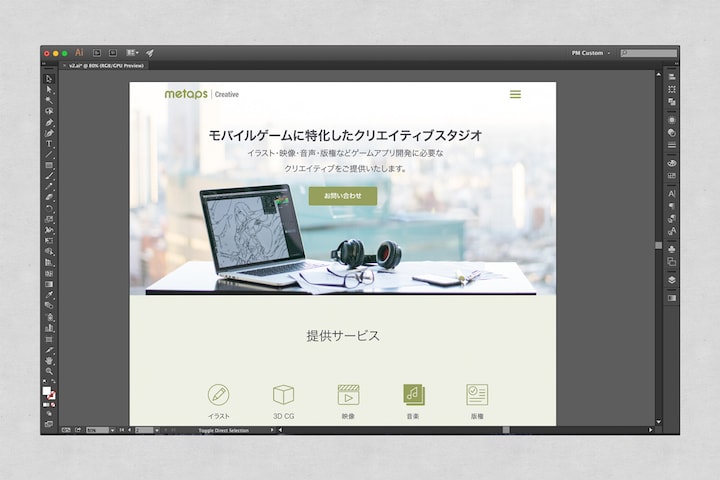 Ai
PM Custom
× v2.ai* @ 80% (RGB/GPU Preview)
metaps | Creative
モバイルゲームに特化したクリエイティブスタジオ
イラスト・映像・音声・版権などゲームアプリ開発に必要な
クリエイティブをご提供いたします。
お問い合わせ
提供サービス
イラスト
3D CG
映像
音楽
版権
80%
Toggle Direct Selection